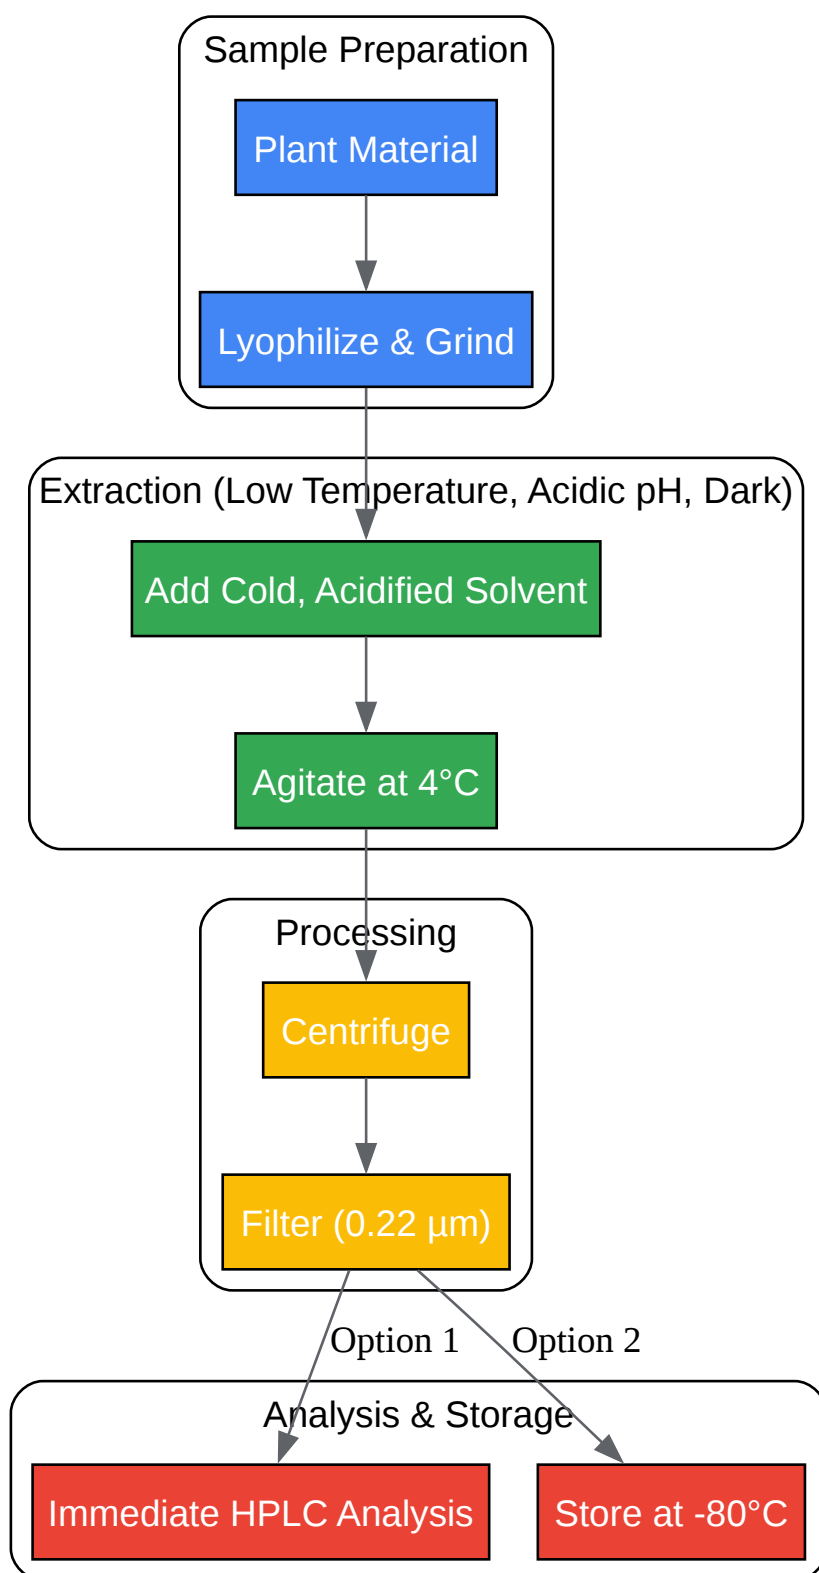 Sample Preparation
Plant Material
Lyophilize & Grind
Extraction (Low Temperature, Acidic pH, Dark)
Add Cold, Acidified Solvent
Agitate at 4°C
Processing
Centrifuge
Filter (0.22 µm)
Option 1
Option 2
Analysis & Storage
Immediate HPLC Analysis
Store at -80°C